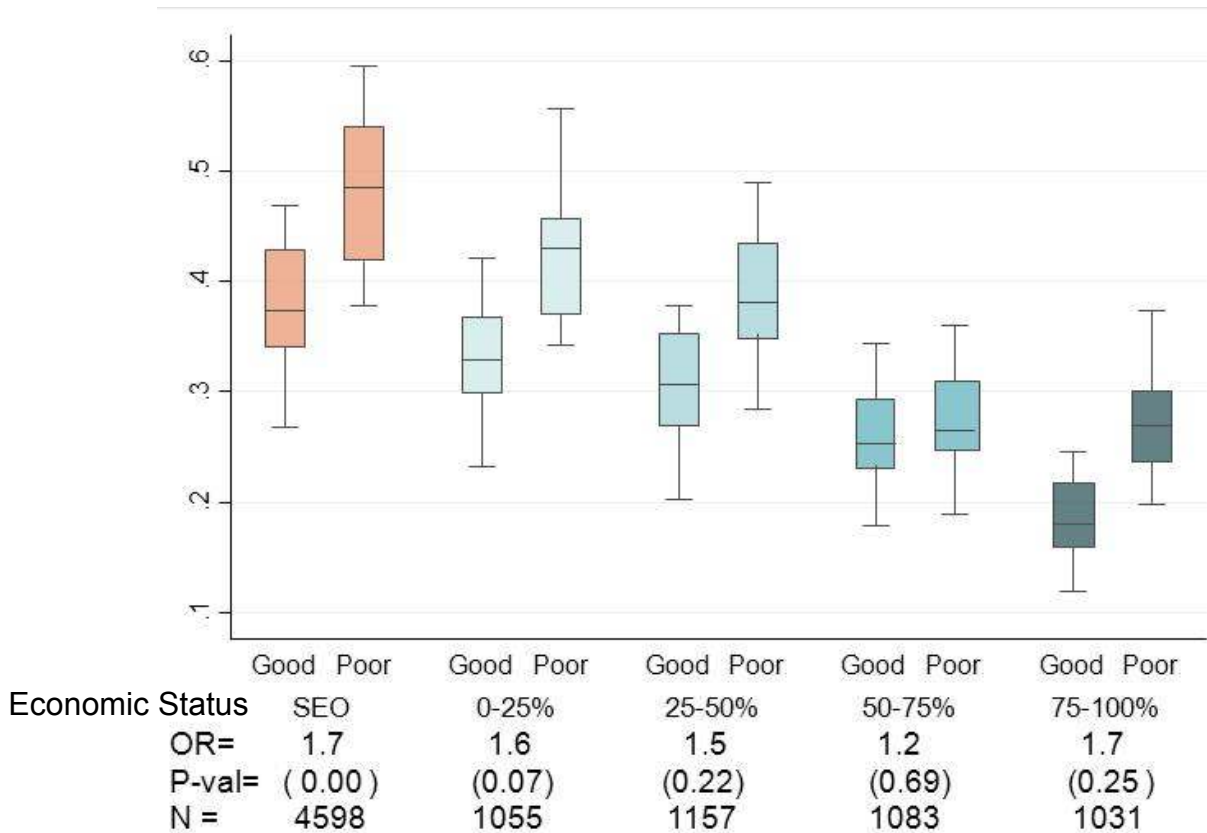 .6
.5
.4
.3
.2
.1
Good Poor Good Poor Good Poor Good Poor Good Poor
Economic Status SEO 0-25% 25-50% 50-75% 75-100%
OR= 1.7 1.6 1.5 1.2 1.7
P-val= ( 0.00 ) (0.07) (0.22) (0.69) (0.25)
N = 4598 1055 1157 1083 1031